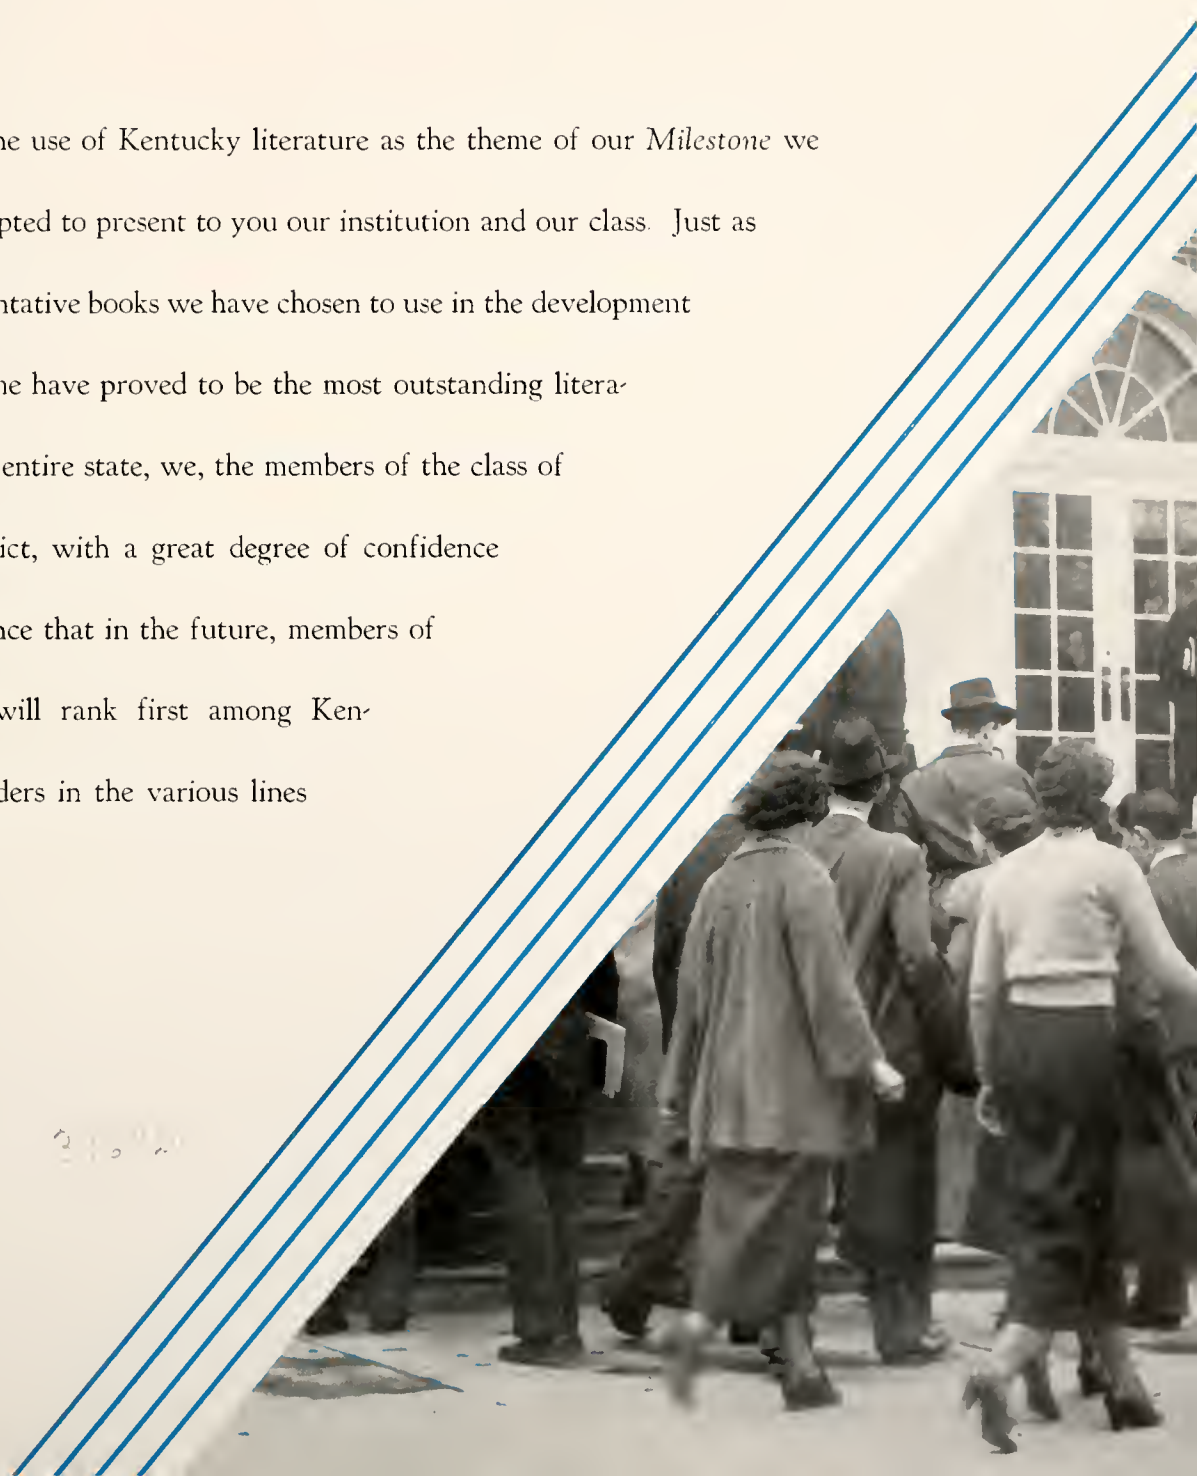 he use of Kentucky literature as the theme of our Milestone we
pted to present to you our institution and our class. Just as
ntative books we have chosen to use in the development
ne have proved to be the most outstanding litera-
entire state, we, the members of the class of
ict, with a great degree of confidence
nce that in the future, members of
will rank first among Ken-
ders in the various lines